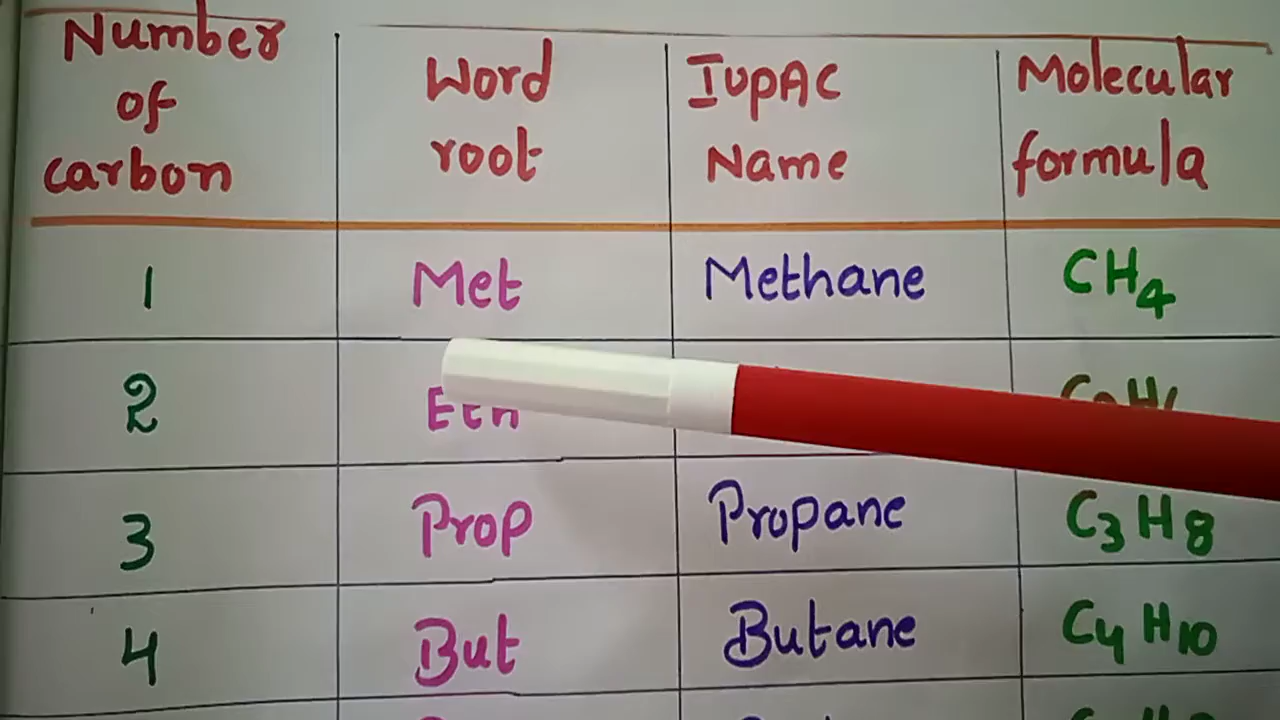 Number of carbon Word root IUPAC Name Molecular formula
1 Met Methane CH4
2 Eth
3 Prop Propane C3H8
4 But Butane C4H10